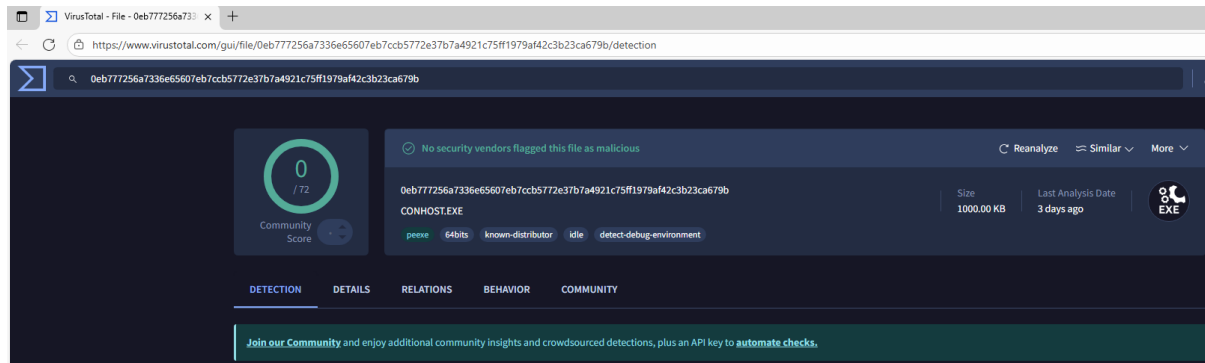 VirusTotal - File - 0eb777256a733
https://www.virustotal.com/gui/file/0eb777256a7336e65607eb7ccb5772e37b7a4921c75ff1979af42c3b23ca679b/detection
0eb777256a7336e65607eb7ccb5772e37b7a4921c75ff1979af42c3b23ca679b
0
/ 72
Community
Score
No security vendors flagged this file as malicious
Reanalyze
Similar
More
0eb777256a7336e65607eb7ccb5772e37b7a4921c75ff1979af42c3b23ca679b
CONHOST.EXE
peexe 64bits known-distributor idle detect-debug-environment
Size
1000.00 KB
Last Analysis Date
3 days ago
EXE
DETECTION DETAILS RELATIONS BEHAVIOR COMMUNITY
Join our Community and enjoy additional community insights and crowdsourced detections, plus an API key to automate checks.